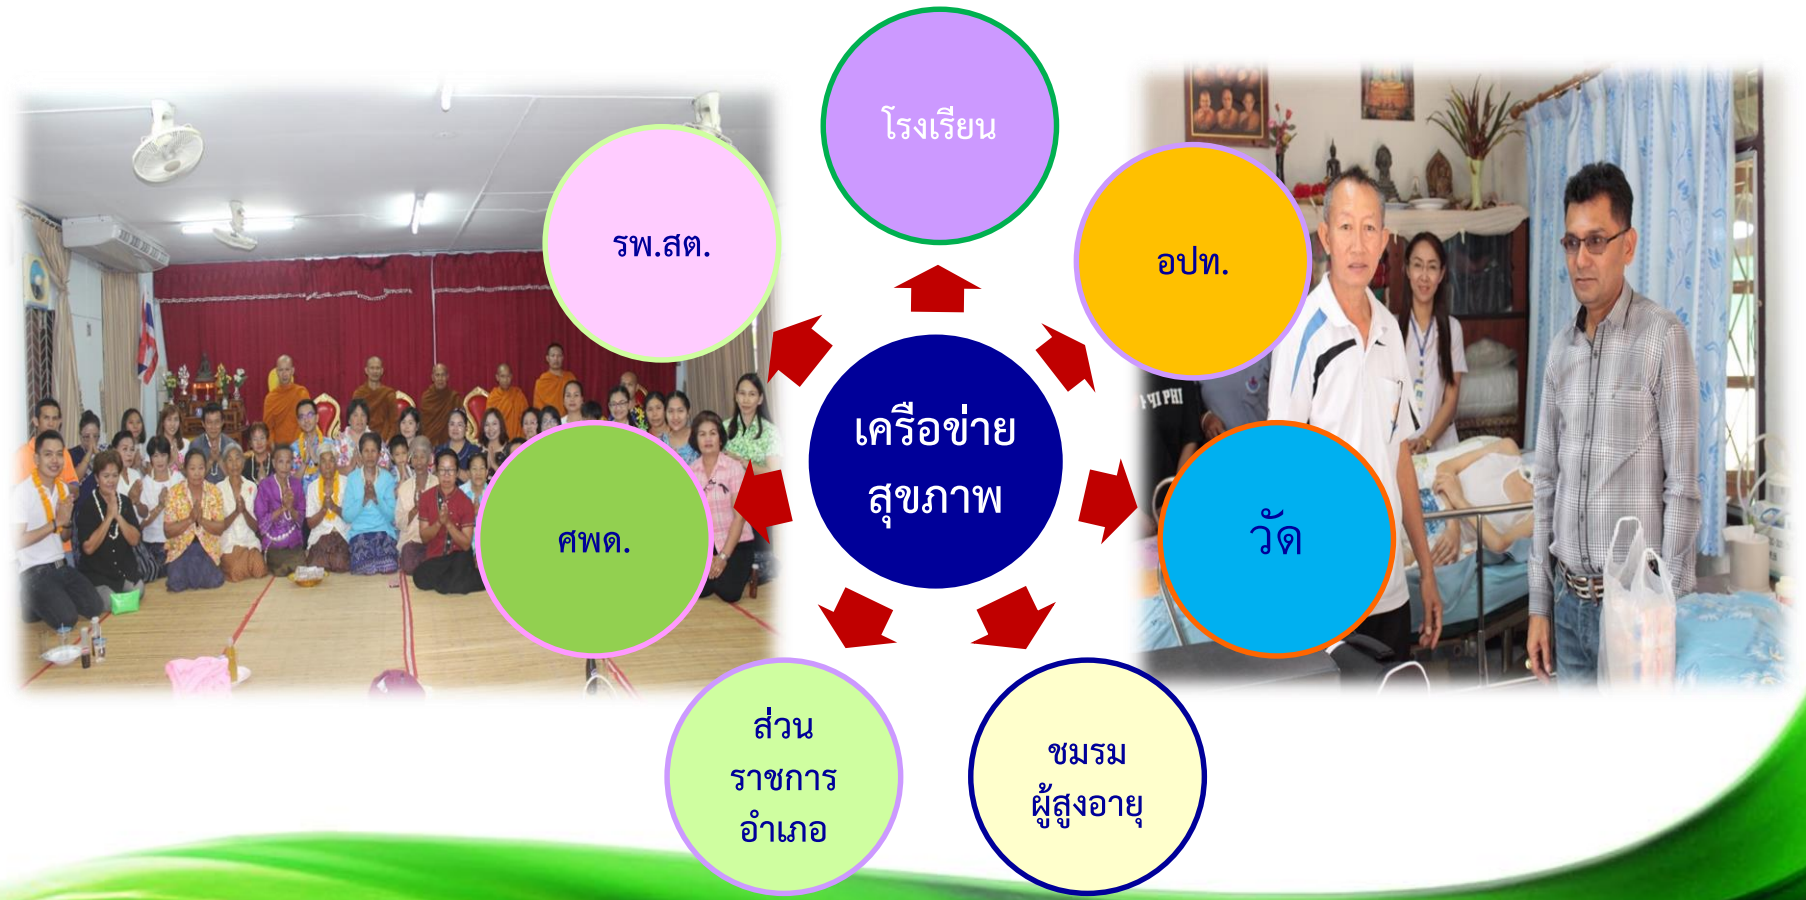 โรงเรียน
รพ.สต.
อปท.
เครือข่าย
สุขภาพ
ศพด.
วัด
ส่วน
ราชการ
อำเภอ
ชมรม
ผู้สูงอายุ